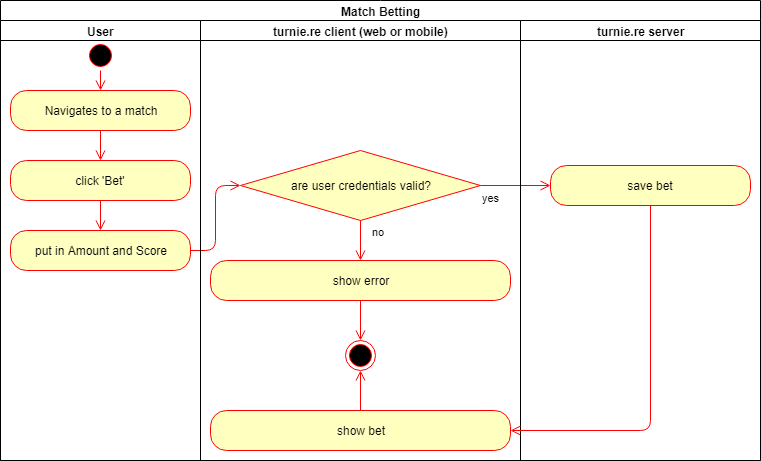 Match Betting
User
turnie.re client (web or mobile)
turnie.re server
Navigates to a match
click 'Bet'
put in Amount and Score
are user credentials valid?
yes
save bet
no
show error
show bet